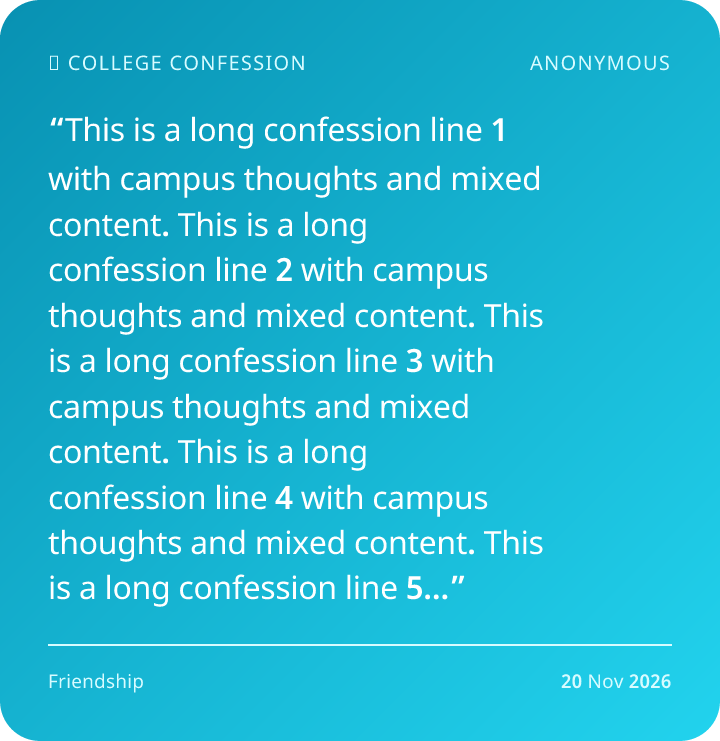 COLLEGE CONFESSION
ANONYMOUS
“This is a long confession line 1
with campus thoughts and mixed
content. This is a long
confession line 2 with campus
thoughts and mixed content. This
is a long confession line 3 with
campus thoughts and mixed
content. This is a long
confession line 4 with campus
thoughts and mixed content. This
is a long confession line 5...”
Friendship
20 Nov 2026